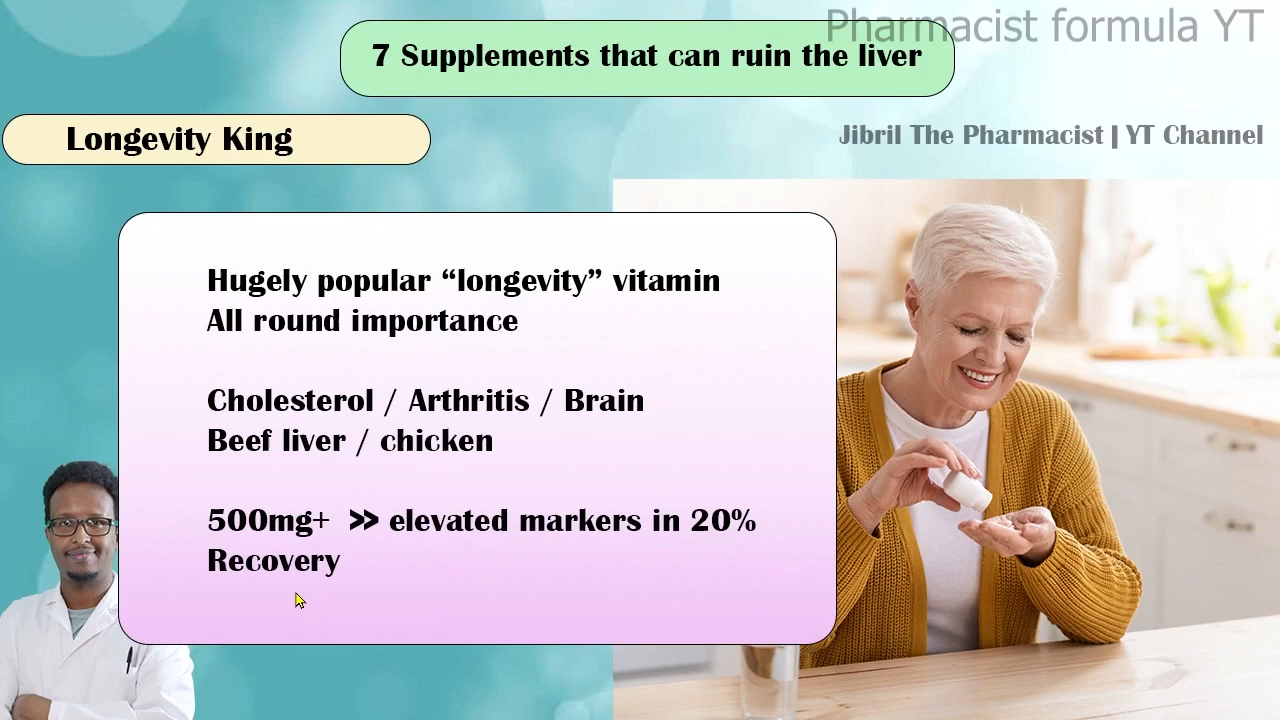 Pharmacist formula YT
7 Supplements that can ruin the liver
Longevity King
Jibril The Pharmacist | YT Channel
Hugely popular “longevity” vitamin
All round importance
Cholesterol / Arthritis / Brain
Beef liver / chicken
500mg+ >> elevated markers in 20%
Recovery